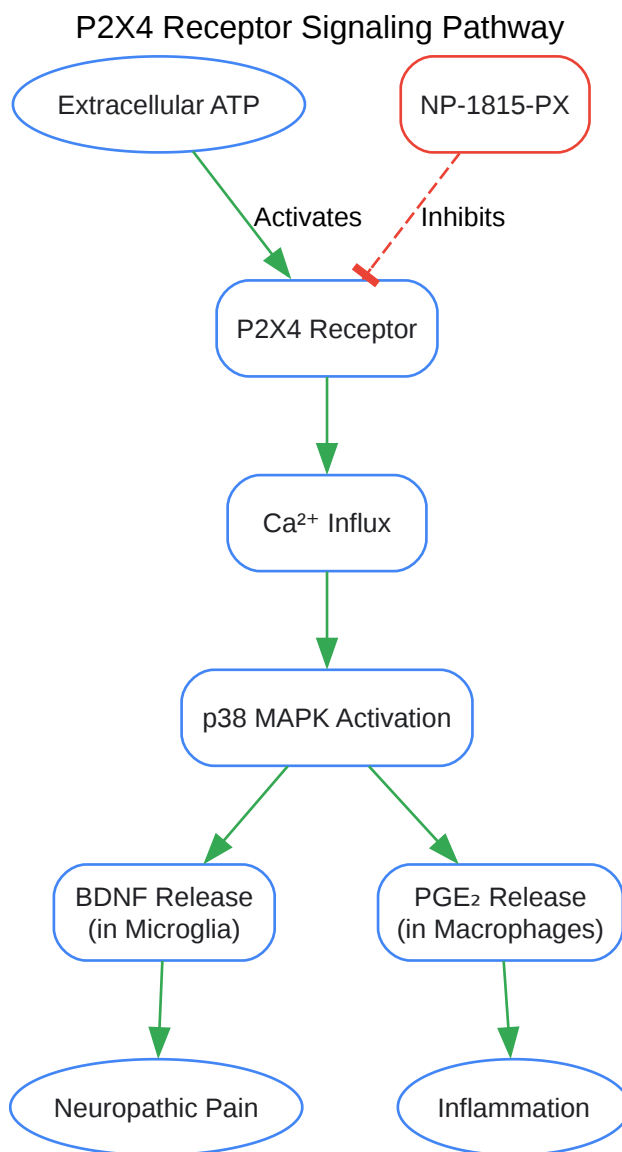 P2X4 Receptor Signaling Pathway
Extracellular ATP
NP-1815-PX
Activates
Inhibits
P2X4 Receptor
Ca²⁺ Influx
p38 MAPK Activation
BDNF Release
(in Microglia)
PGE₂ Release
(in Macrophages)
Neuropathic Pain
Inflammation